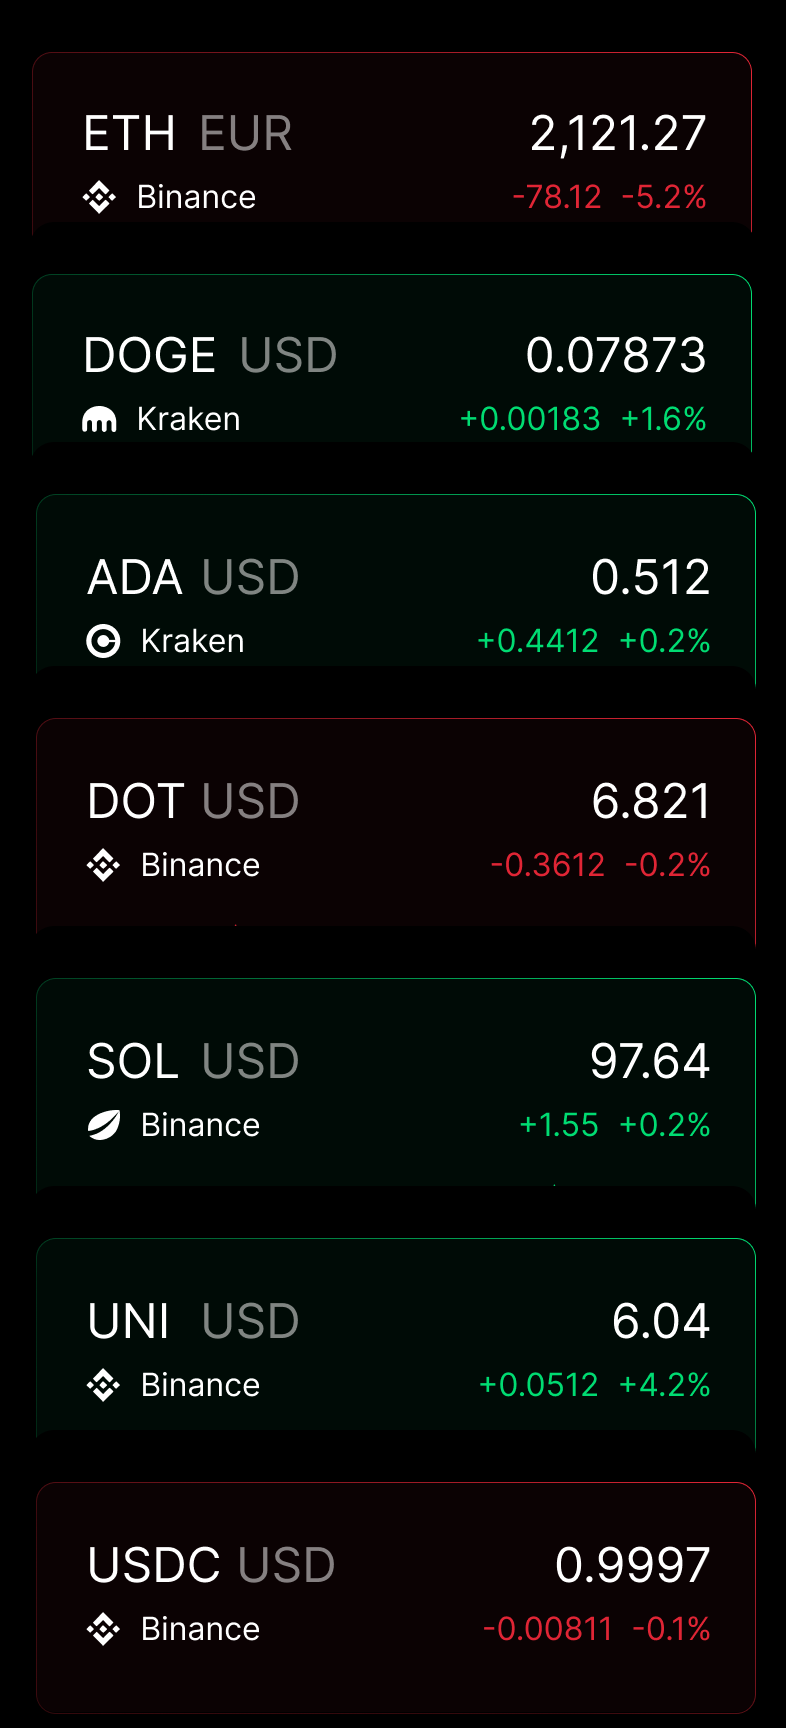 ETH EUR 2,121.27
Binance -78.12 -5.2%
DOGE USD 0.07873
Kraken +0.00183 +1.6%
ADA USD 0.512
Kraken +0.4412 +0.2%
DOT USD 6.821
Binance -0.3612 -0.2%
SOL USD 97.64
Binance +1.55 +0.2%
UNI USD 6.04
Binance +0.0512 +4.2%
USDC USD 0.9997
Binance -0.00811 -0.1%